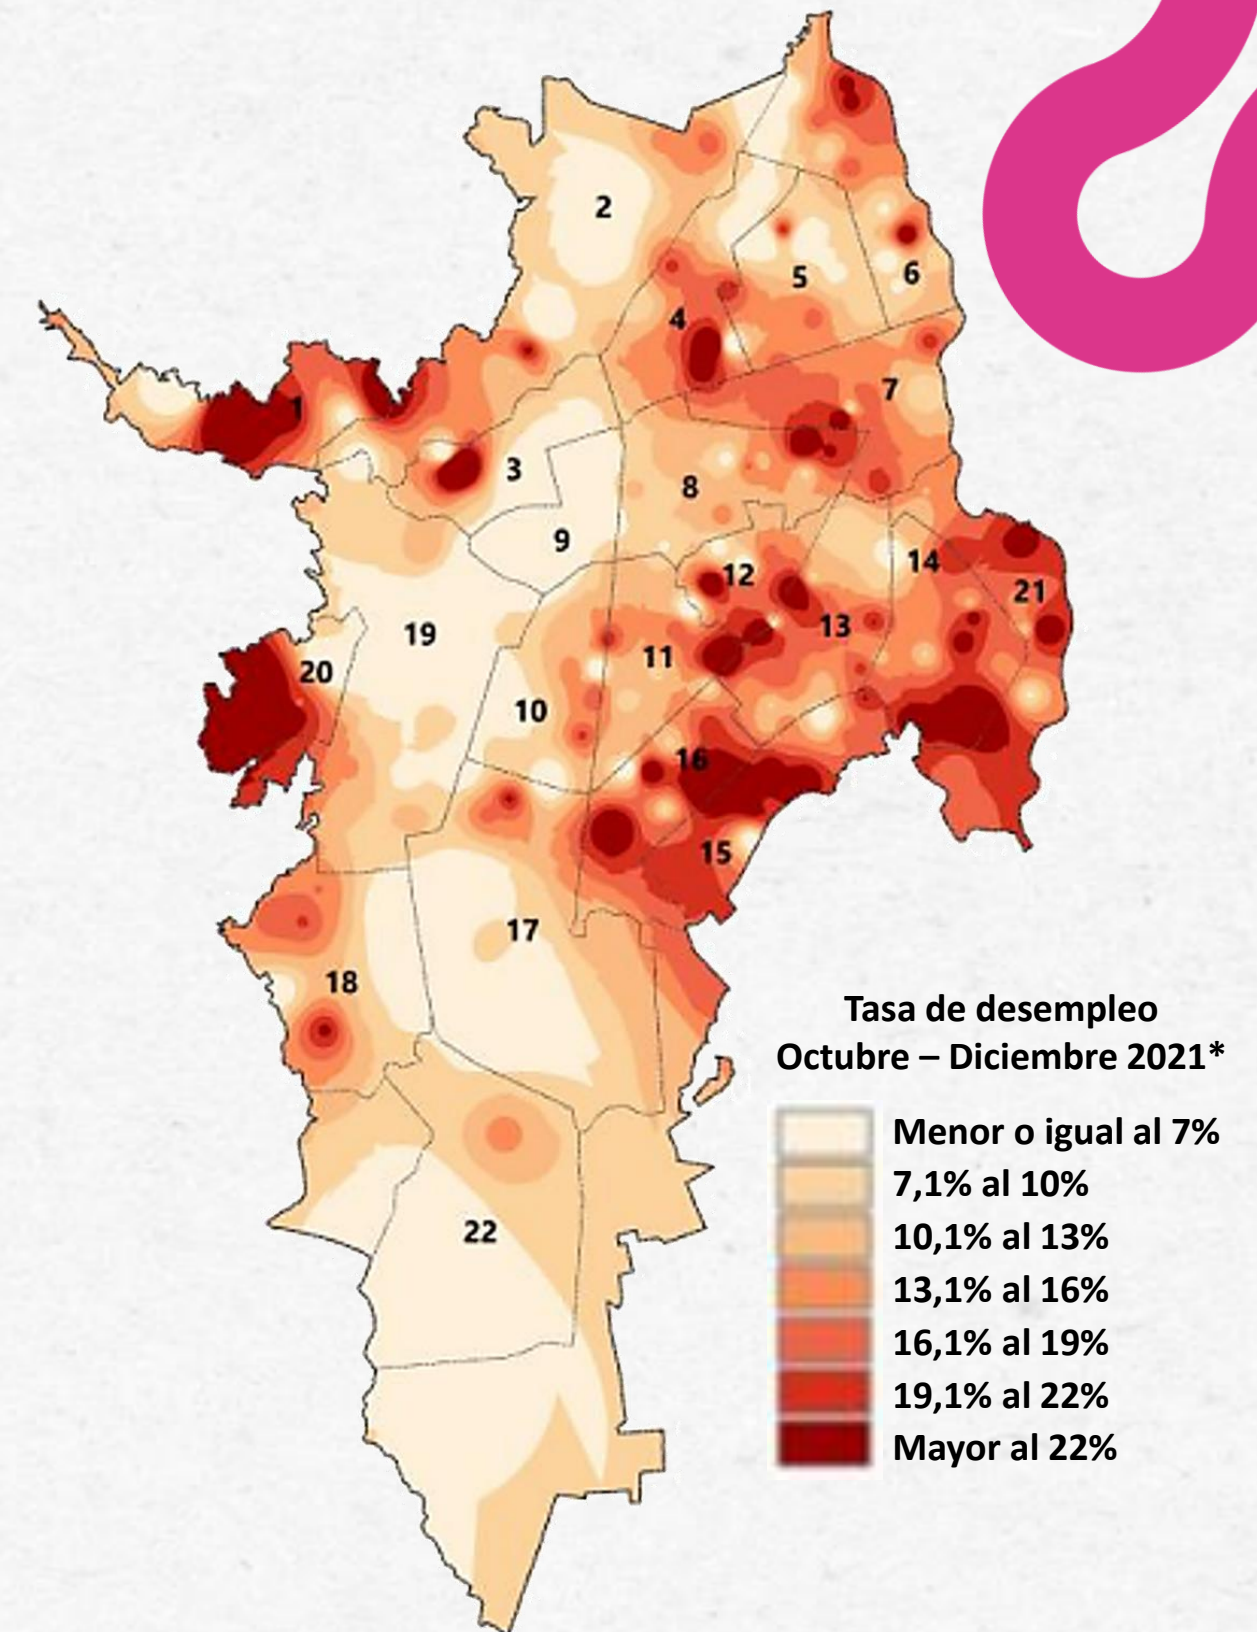 2
5
6
4
1
7
3
8
9
12
14
21
13
19
11
20
10
16
15
17
18
22
Tasa de desempleo
Octubre – Diciembre 2021*
Menor o igual al 7%
7,1% al 10%
10,1% al 13%
13,1% al 16%
16,1% al 19%
19,1% al 22%
Mayor al 22%